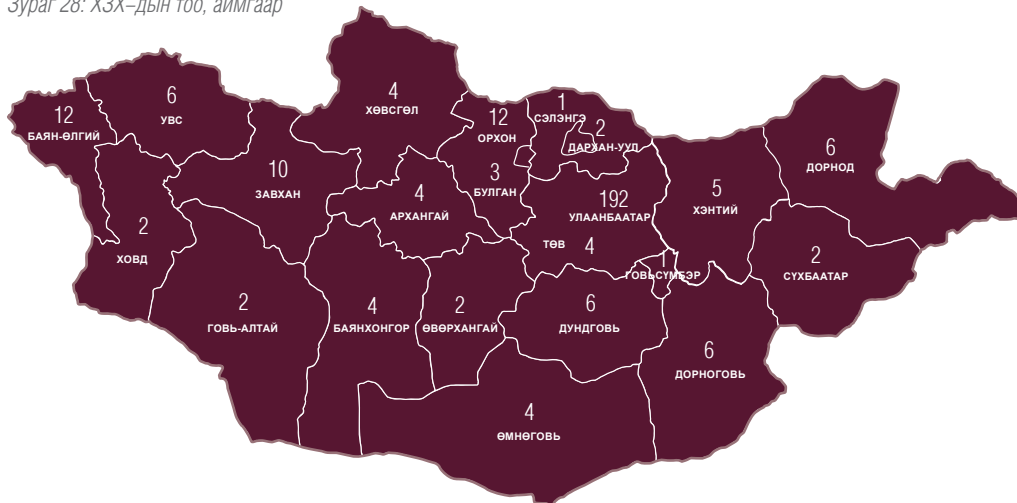 Зураг 28: ХЗХ–дын тоо, аймгаар
4
ХӨВСГӨЛ
6
УВС
12
БАЯН-ӨЛГИЙ
12
ОРХОН
1
СЭЛЭНГЭ
2
ДАРХАН-УУЛ
6
ДОРНОД
10
ЗАВХАН
3
БУЛГАН
4
АРХАНГАЙ
192
УЛААНБААТАР
5
ХЭНТИЙ
2
ХОВД
ТӨВ
4
1
ГОВЬСҮМБЭР
2
СҮХБААТАР
2
ГОВЬ-АЛТАЙ
4
БАЯНХОНГОР
2
ӨВӨРХАНГАЙ
6
ДУНДГОВЬ
6
ДОРНОГОВЬ
4
ӨМНӨГОВЬ